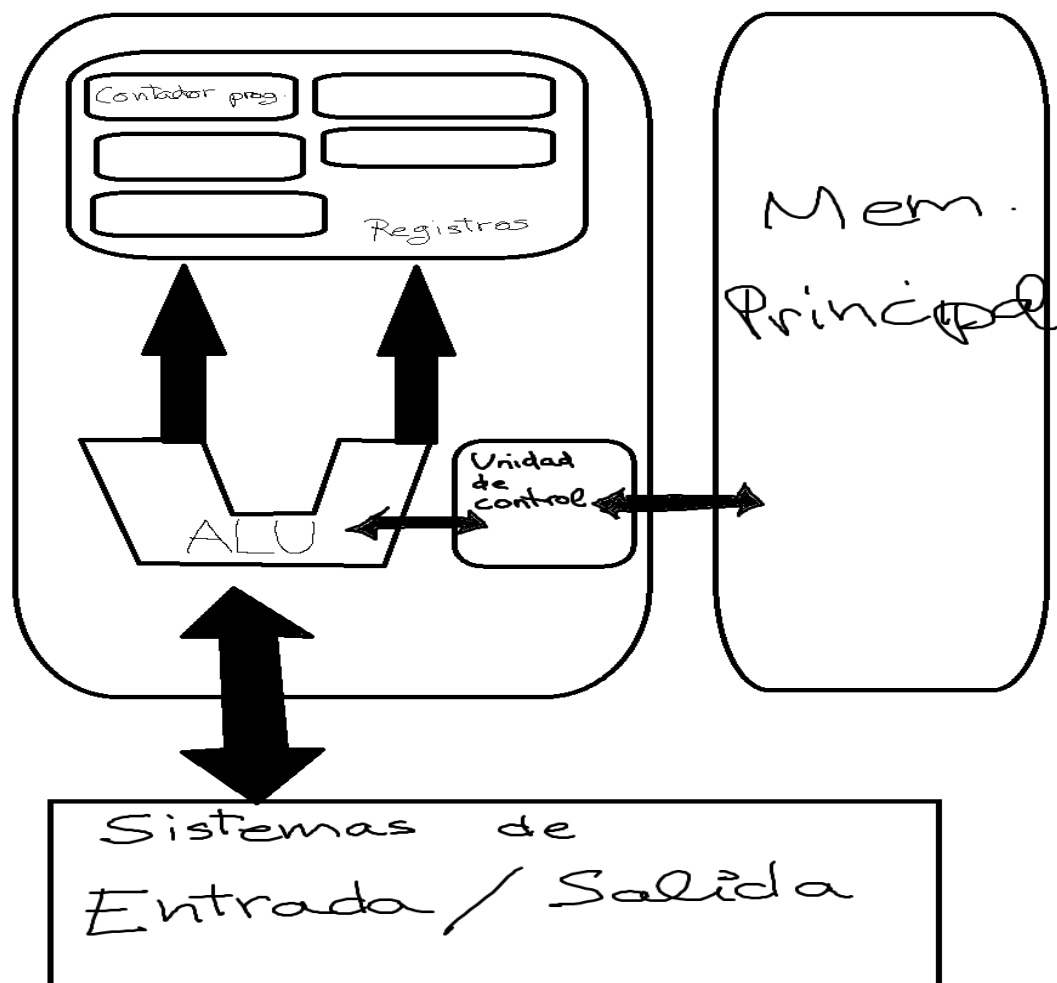 Contador prog.
Registros
Mem.
Principal
Unidad
de
control
ALU
Sistemas de
Entrada / Salida